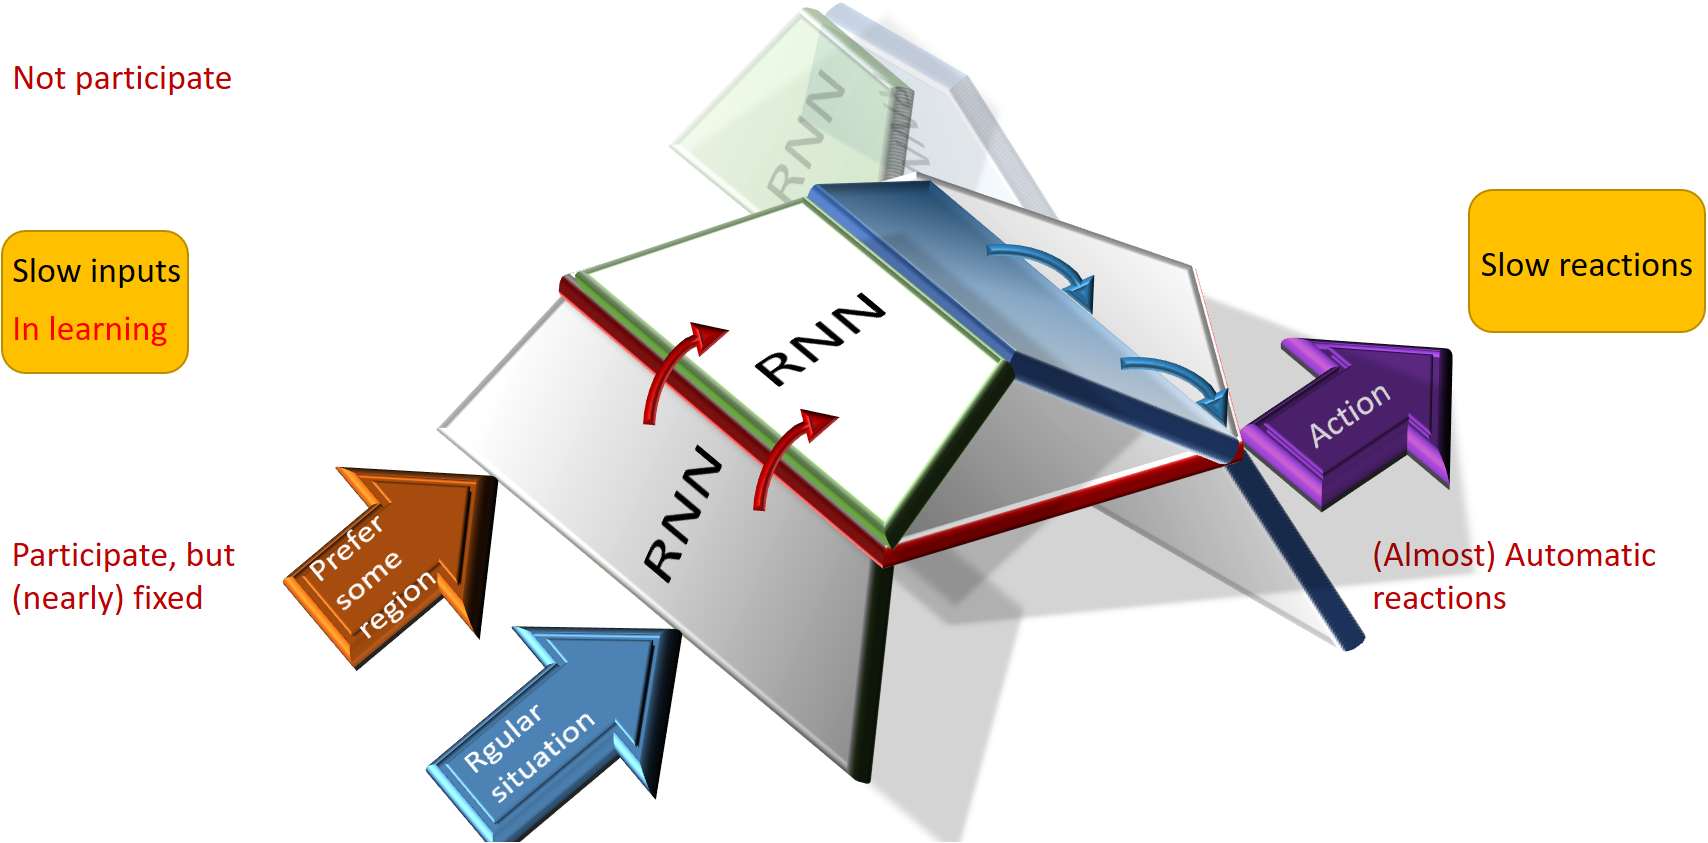 Not participate
RNN
Slow inputs
In learning
Slow reactions
RNN
RNN
Action
Prefer
some
region
Participate, but
(nearly) fixed
(Almost) Automatic
reactions
Rgular
situation